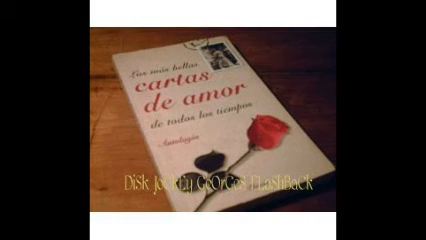 Las más bellas
cartas
de amor
de todos los tiempos
Antología
DiSk JocKEy GeOrGeS FLaShBaCk